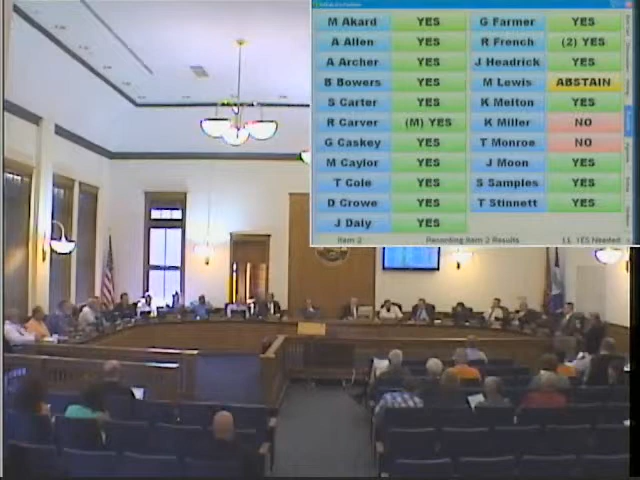 M Akard YES G Farmer YES
A Allen YES R French (2) YES
A Archer YES J Headrick YES
B Bowers YES M Lewis ABSTAIN
S Carter YES K Melton YES
R Carver (M) YES K Miller NO
G Caskey YES T Monroe NO
M Caylor YES J Moon YES
T Cole YES S Samples YES
D Crowe YES T Stinnett YES
J Daly YES
Item 2 Recording Item 2 Results 11 YES Needed